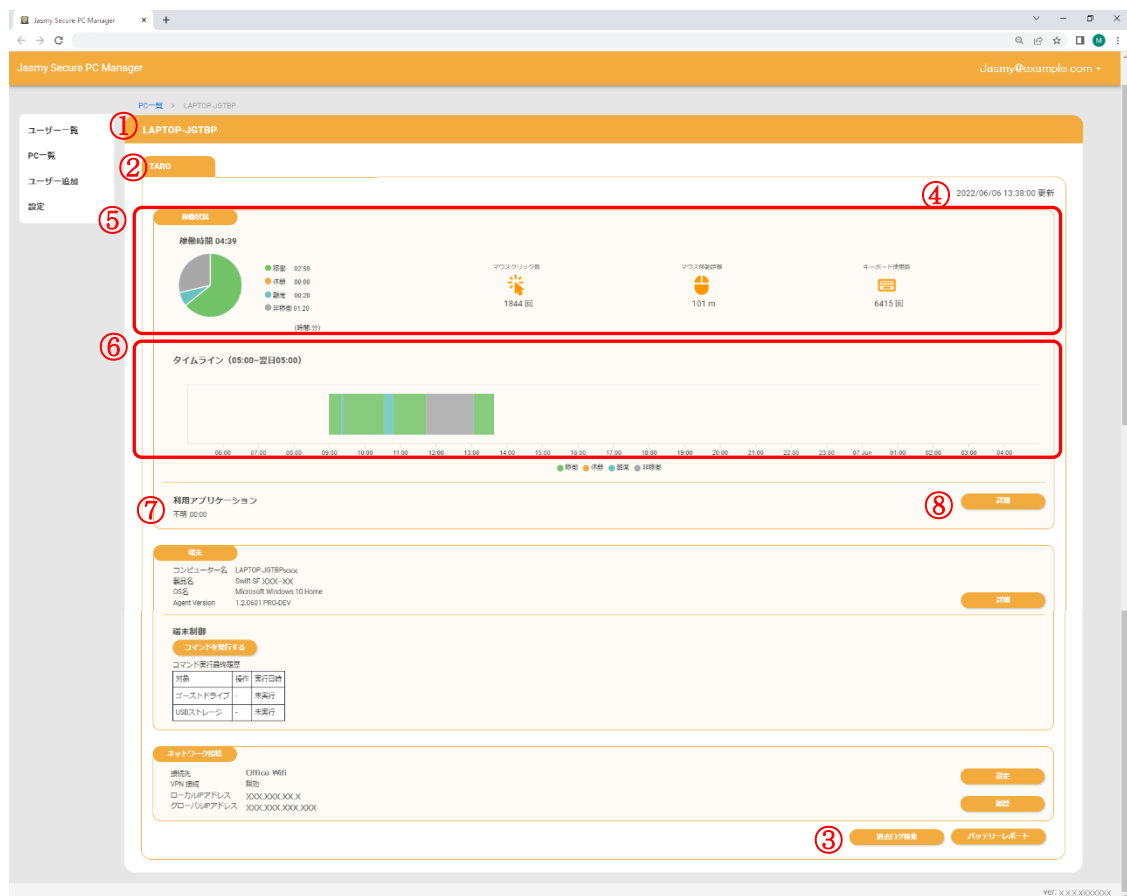 Jasmy Secure PC Manager
M
Jasmy Secure PC Manager
Jasmy@example.com
PC一覧 > LAPTOP-JGTBP
ユーザー一覧
PC一覧
ユーザー追加
設定
① LAPTOP-JGTBP
② TARO
④ 2022/06/06 13:38:00 更新
⑤
稼働状況
稼働時間 04:39
稼働 02:59
休憩 00:00
離席 00:20
非稼働 01:20
(時間:分)
マウスクリック数
1844 回
マウス移動距離
101 m
キーボード使用数
6415 回
⑥
タイムライン（05:00~翌日05:00）
06:00 07:00 08:00 09:00 10:00 11:00 12:00 13:00 14:00 15:00 16:00 17:00 18:00 19:00 20:00 21:00 22:00 23:00 07 Jun 01:00 02:00 03:00 04:00
稼働 休憩 離席 非稼働
⑦ 利用アプリケーション
不明 00:00
⑧ 詳細
端末
コンピューター名 LAPTOP-JGTBPxxxx
製品名 Swift SF XXX-XX
OS名 Microsoft Windows 10 Home
Agent Version 1.2.0601 PRO-DEV
詳細
端末制御
コマンドを発行する
コマンド実行最終履歴
対象 操作 実行日時
ゴーストドライブ - 未実行
USBストレージ - 未実行
ネットワーク接続
接続先 Office Wifi
VPN 接続 無効
ローカルIPアドレス XXX.XXX.XX.X
グローバルIPアドレス XXX.XXX.XXX.XXX
設定
履歴
③ 過去ログ検索 バッテリーレポート
ver: x.x.x.xxxxxxxx